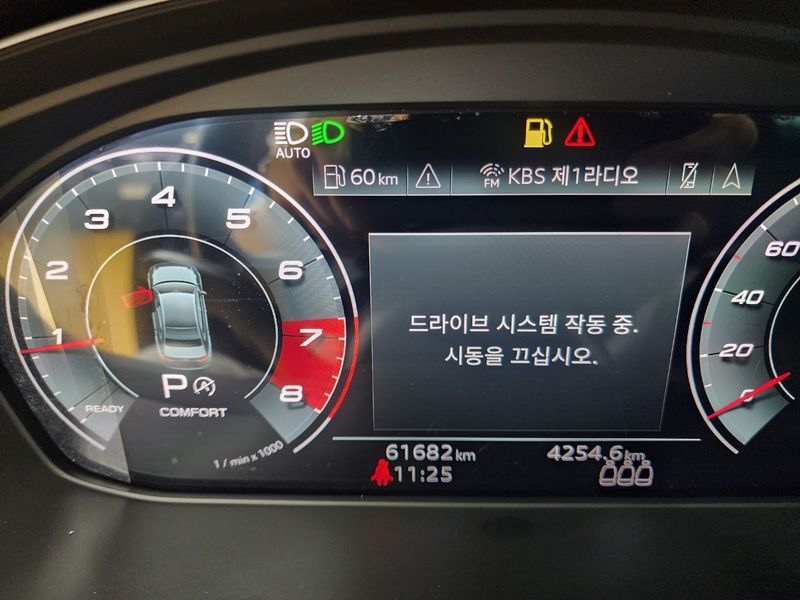 AUTO
60 km
FM KBS 제1라디오
1
2
3
4
5
6
7
8
P
READY
COMFORT
1 / min x 1000
드라이브 시스템 작동 중.
시동을 끄십시오.
60
40
20
0
61682 km
4254.6 km
11:25